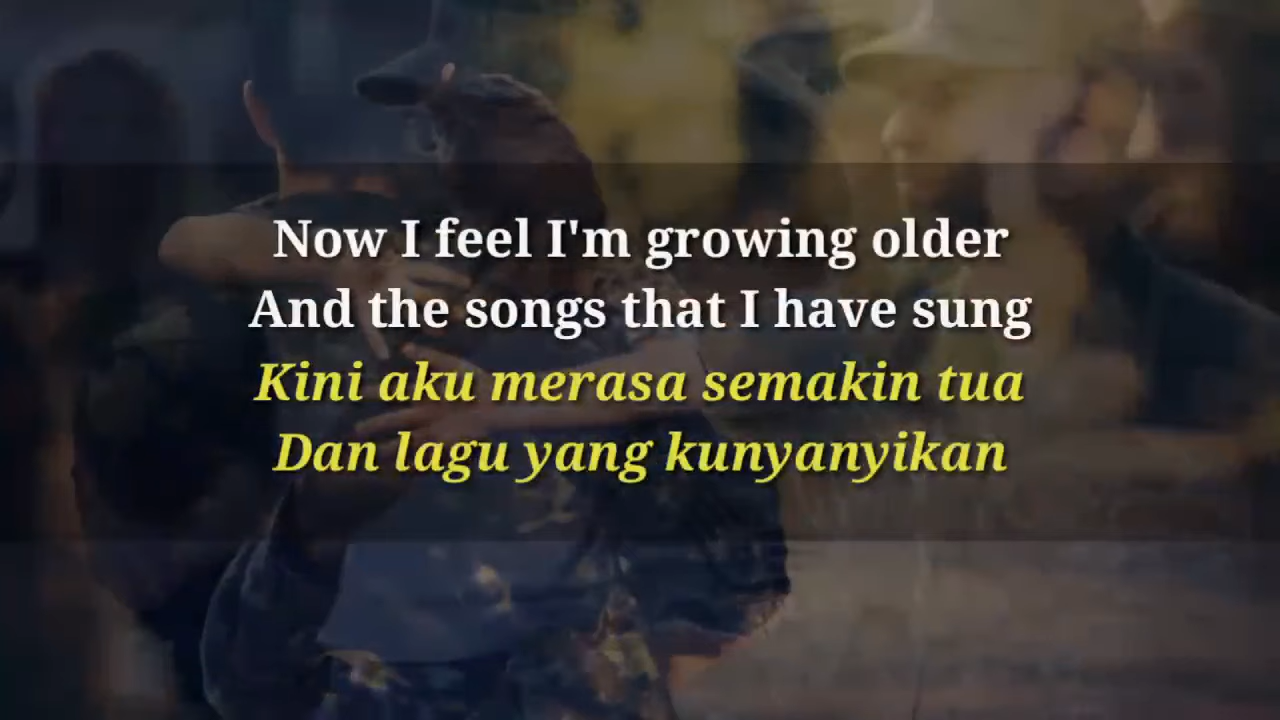 Now I feel I'm growing older
And the songs that I have sung
Kini aku merasa semakin tua
Dan lagu yang kunyanyikan